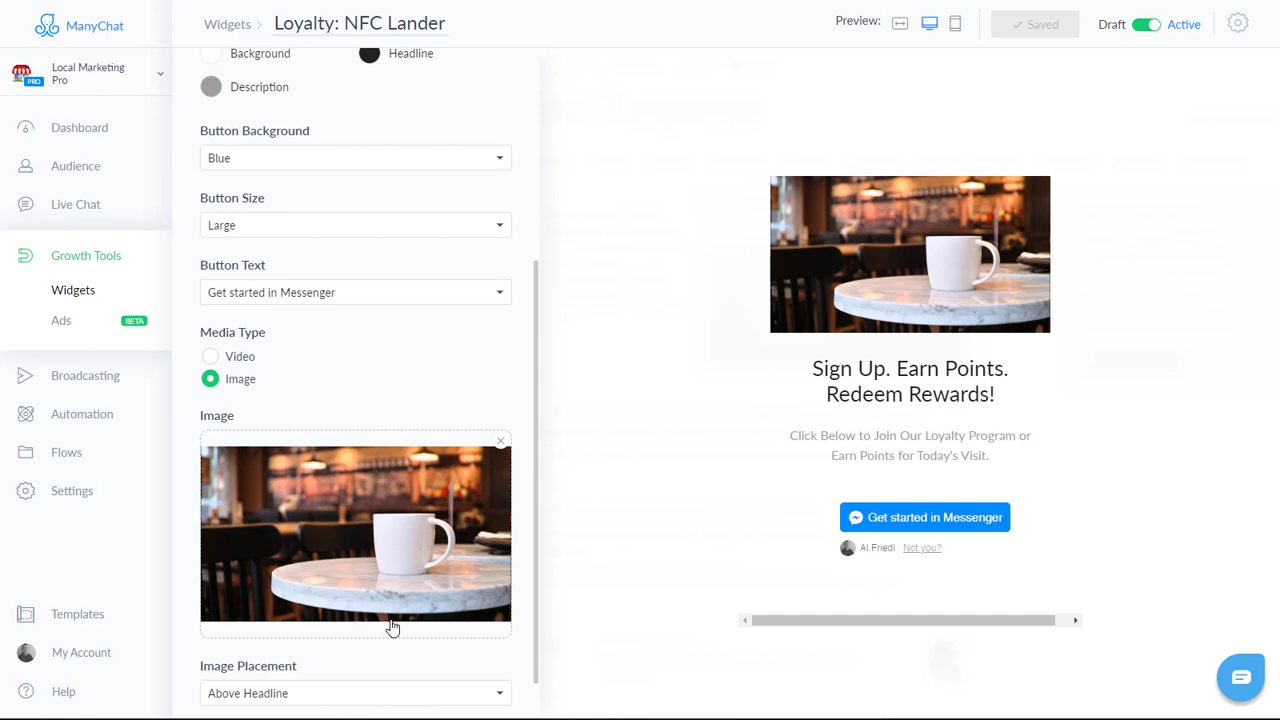 ManyChat
Widgets
Loyalty: NFC Lander
Preview:
Saved
Draft
Active
Local Marketing
Pro
PRO
Dashboard
Audience
Live Chat
Growth Tools
Widgets
Ads
BETA
Broadcasting
Automation
Flows
Settings
Templates
My Account
Help
Background
Headline
Description
Button Background
Blue
Button Size
Large
Button Text
Get started in Messenger
Media Type
Video
Image
Image
Image Placement
Above Headline
Sign Up. Earn Points.
Redeem Rewards!
Click Below to Join Our Loyalty Program or
Earn Points for Today's Visit.
Get started in Messenger
Al Friedl Not you?